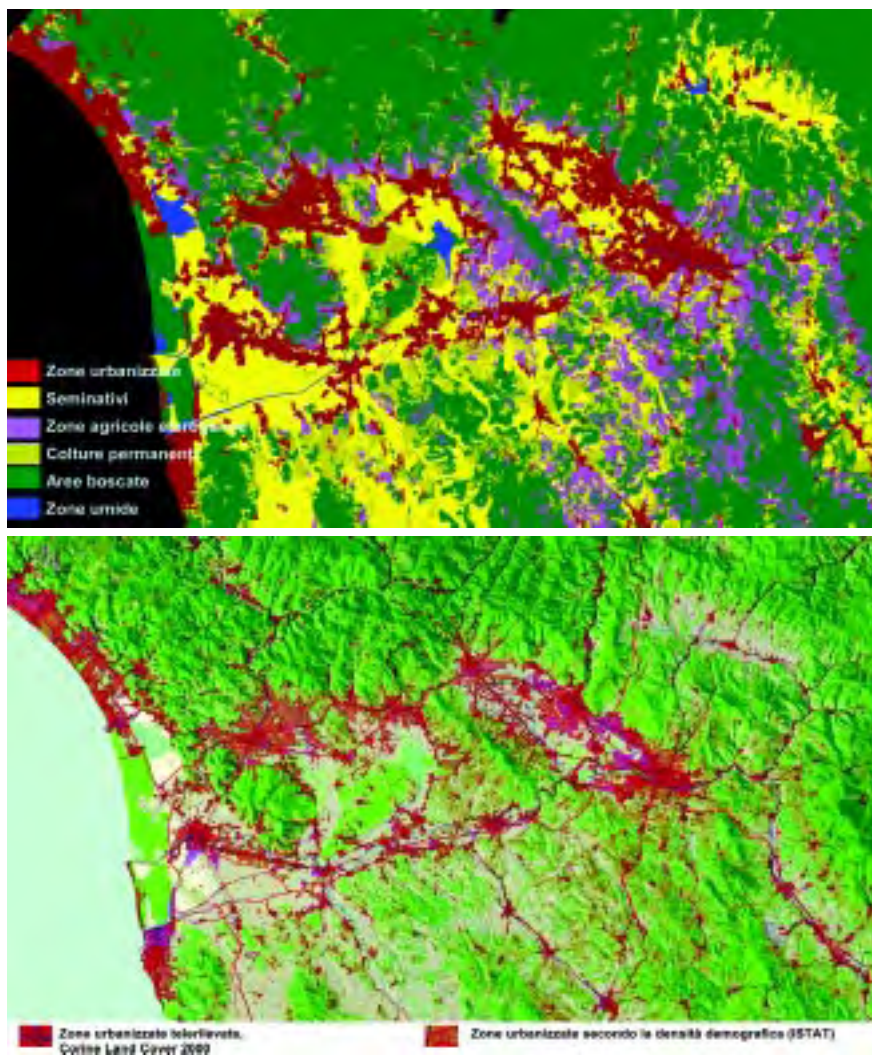 Zone urbanizzate
Seminativi
Zone agricole
Colture permanenti
Aree boscate
Zone umide
Zone urbanizzate telerilevate,
Corine Land Cover 2000
Zone urbanizzate secondo la densità demografica (ISTAT)